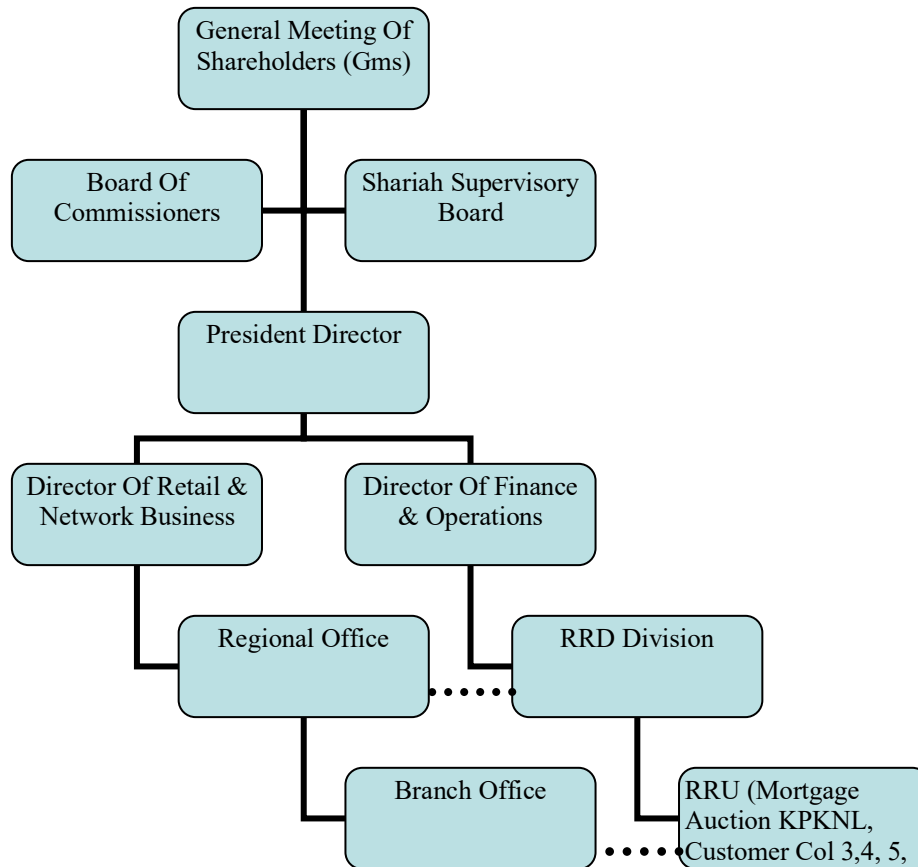 General Meeting Of
Shareholders (Gms)
Board Of
Commissioners
Shariah Supervisory
Board
President Director
Director Of Retail &
Network Business
Director Of Finance
& Operations
Regional Office
RRD Division
Branch Office
RRU (Mortgage
Auction KPKNL,
Customer Col 3,4, 5,